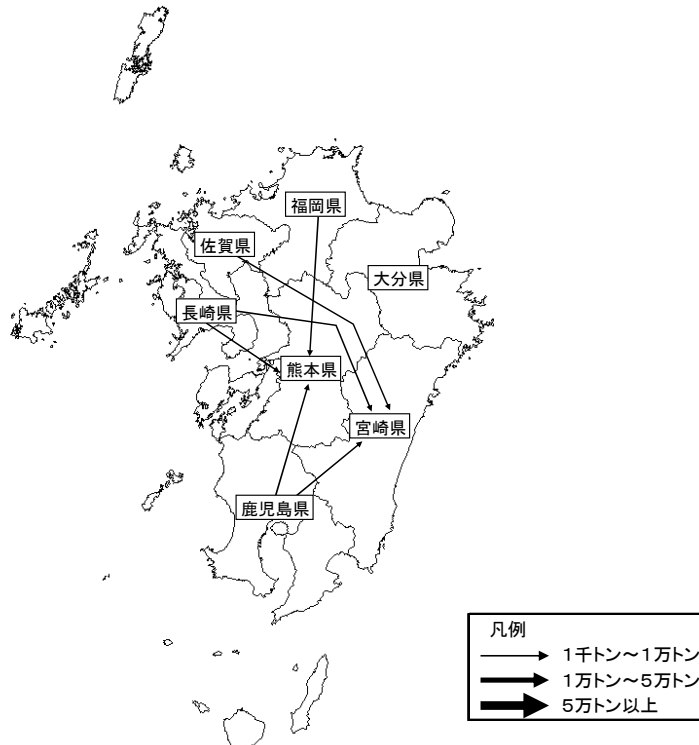 福岡県
佐賀県
大分県
長崎県
熊本県
宮崎県
鹿児島県
凡例
1千トン～1万トン
1万トン～5万トン
5万トン以上